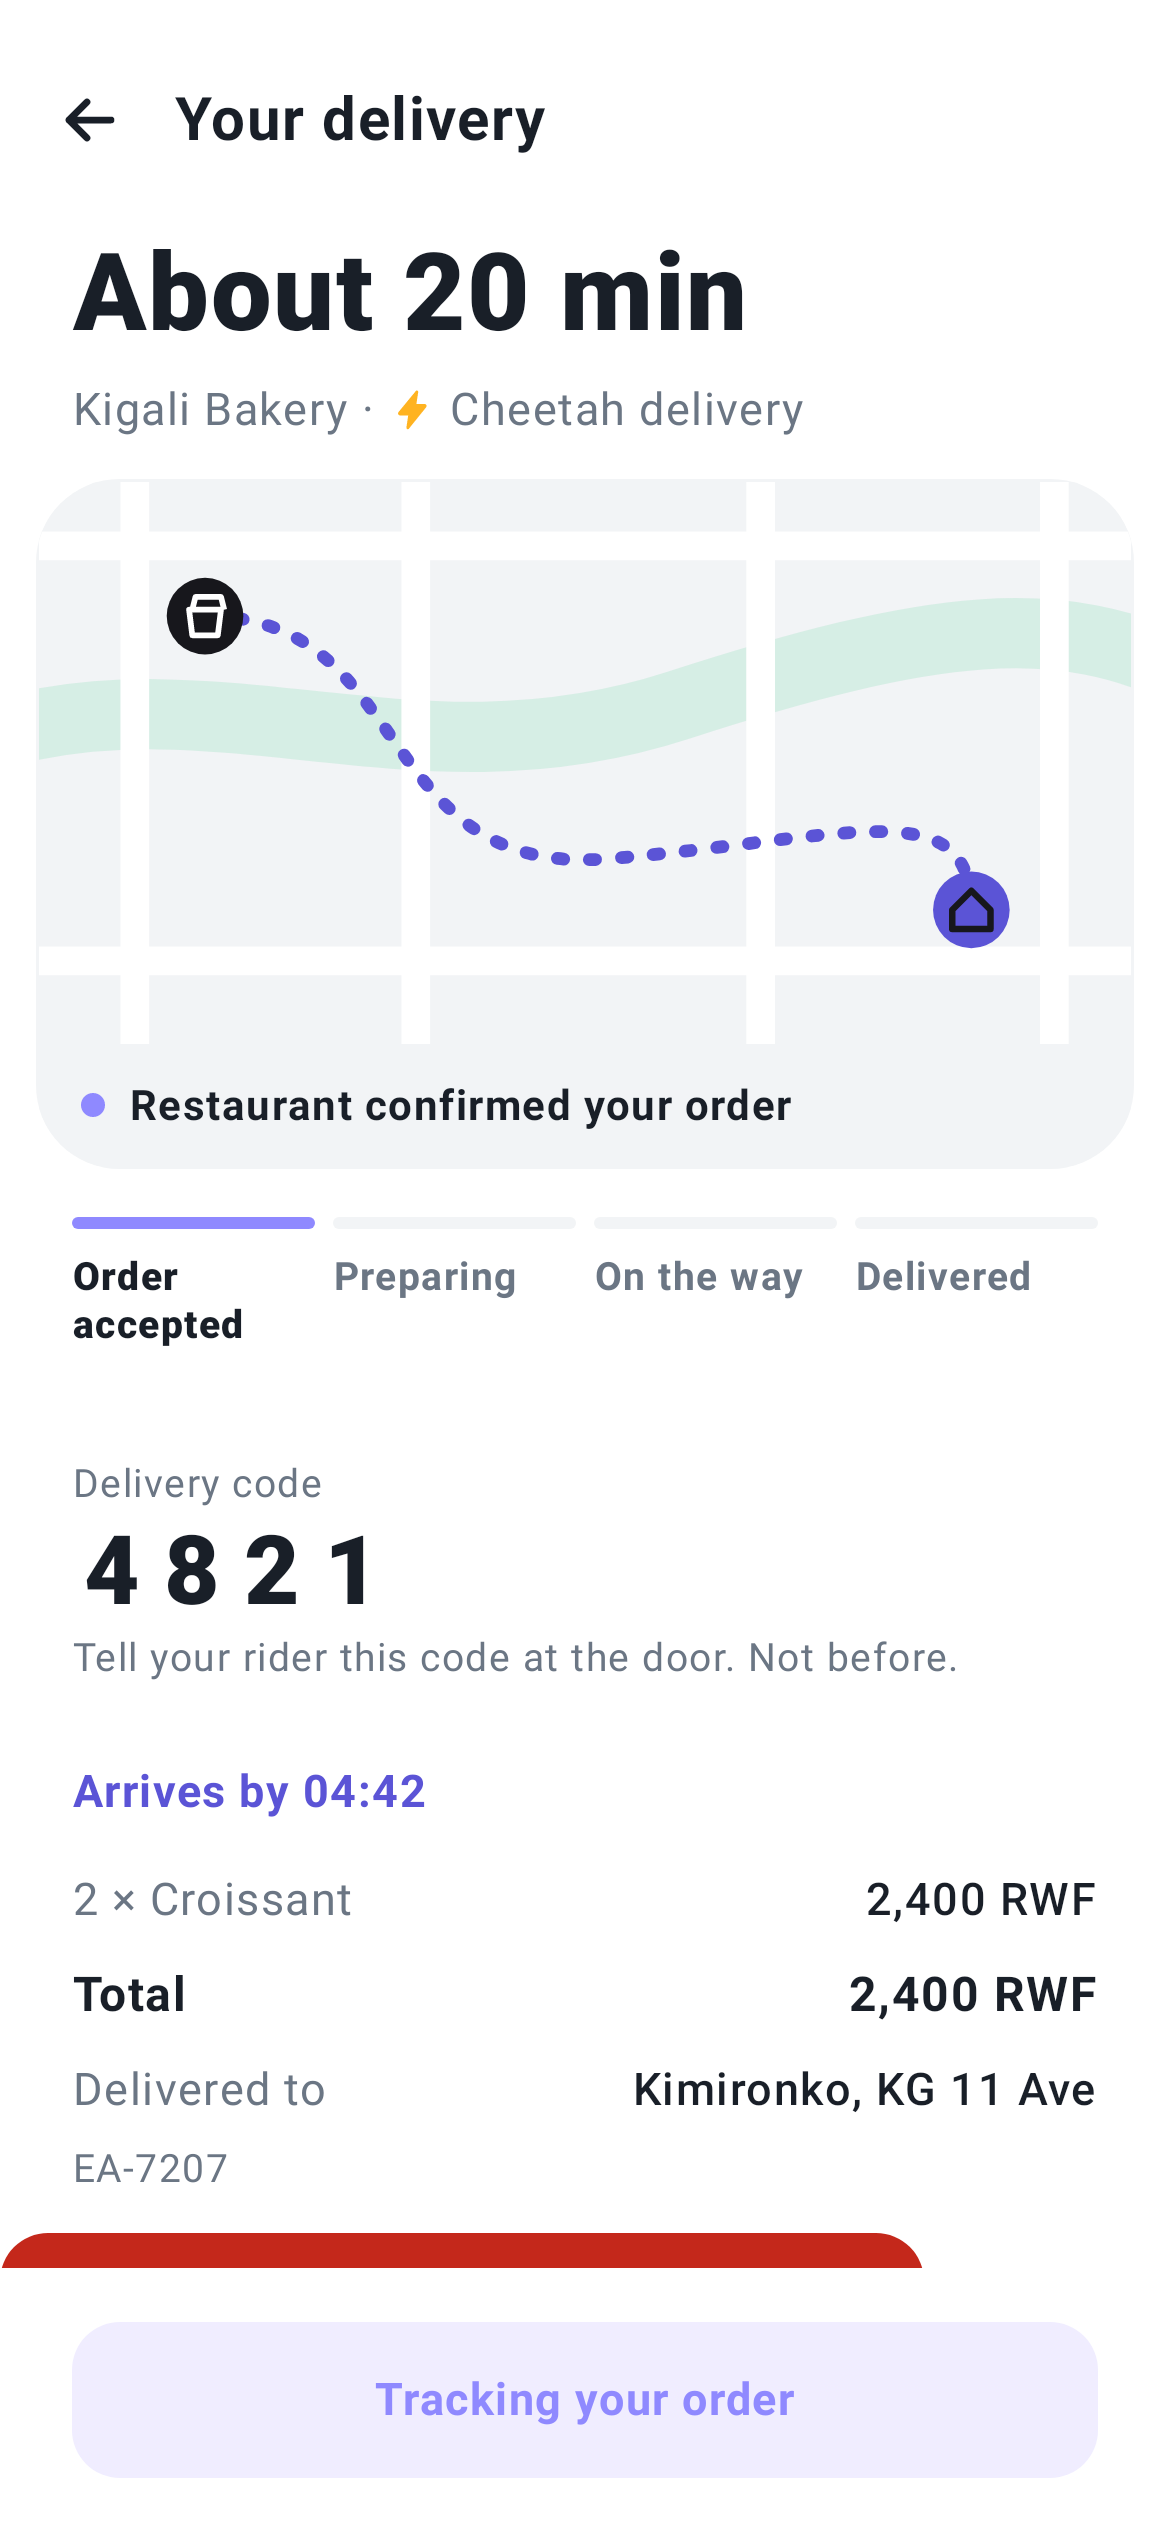 Your delivery
About 20 min
Kigali Bakery · ⚡ Cheetah delivery
Restaurant confirmed your order
Order accepted
Preparing
On the way
Delivered
Delivery code
4 8 2 1
Tell your rider this code at the door. Not before.
Arrives by 04:42
2 × Croissant 2,400 RWF
Total 2,400 RWF
Delivered to Kimironko, KG 11 Ave
EA-7207
Tracking your order